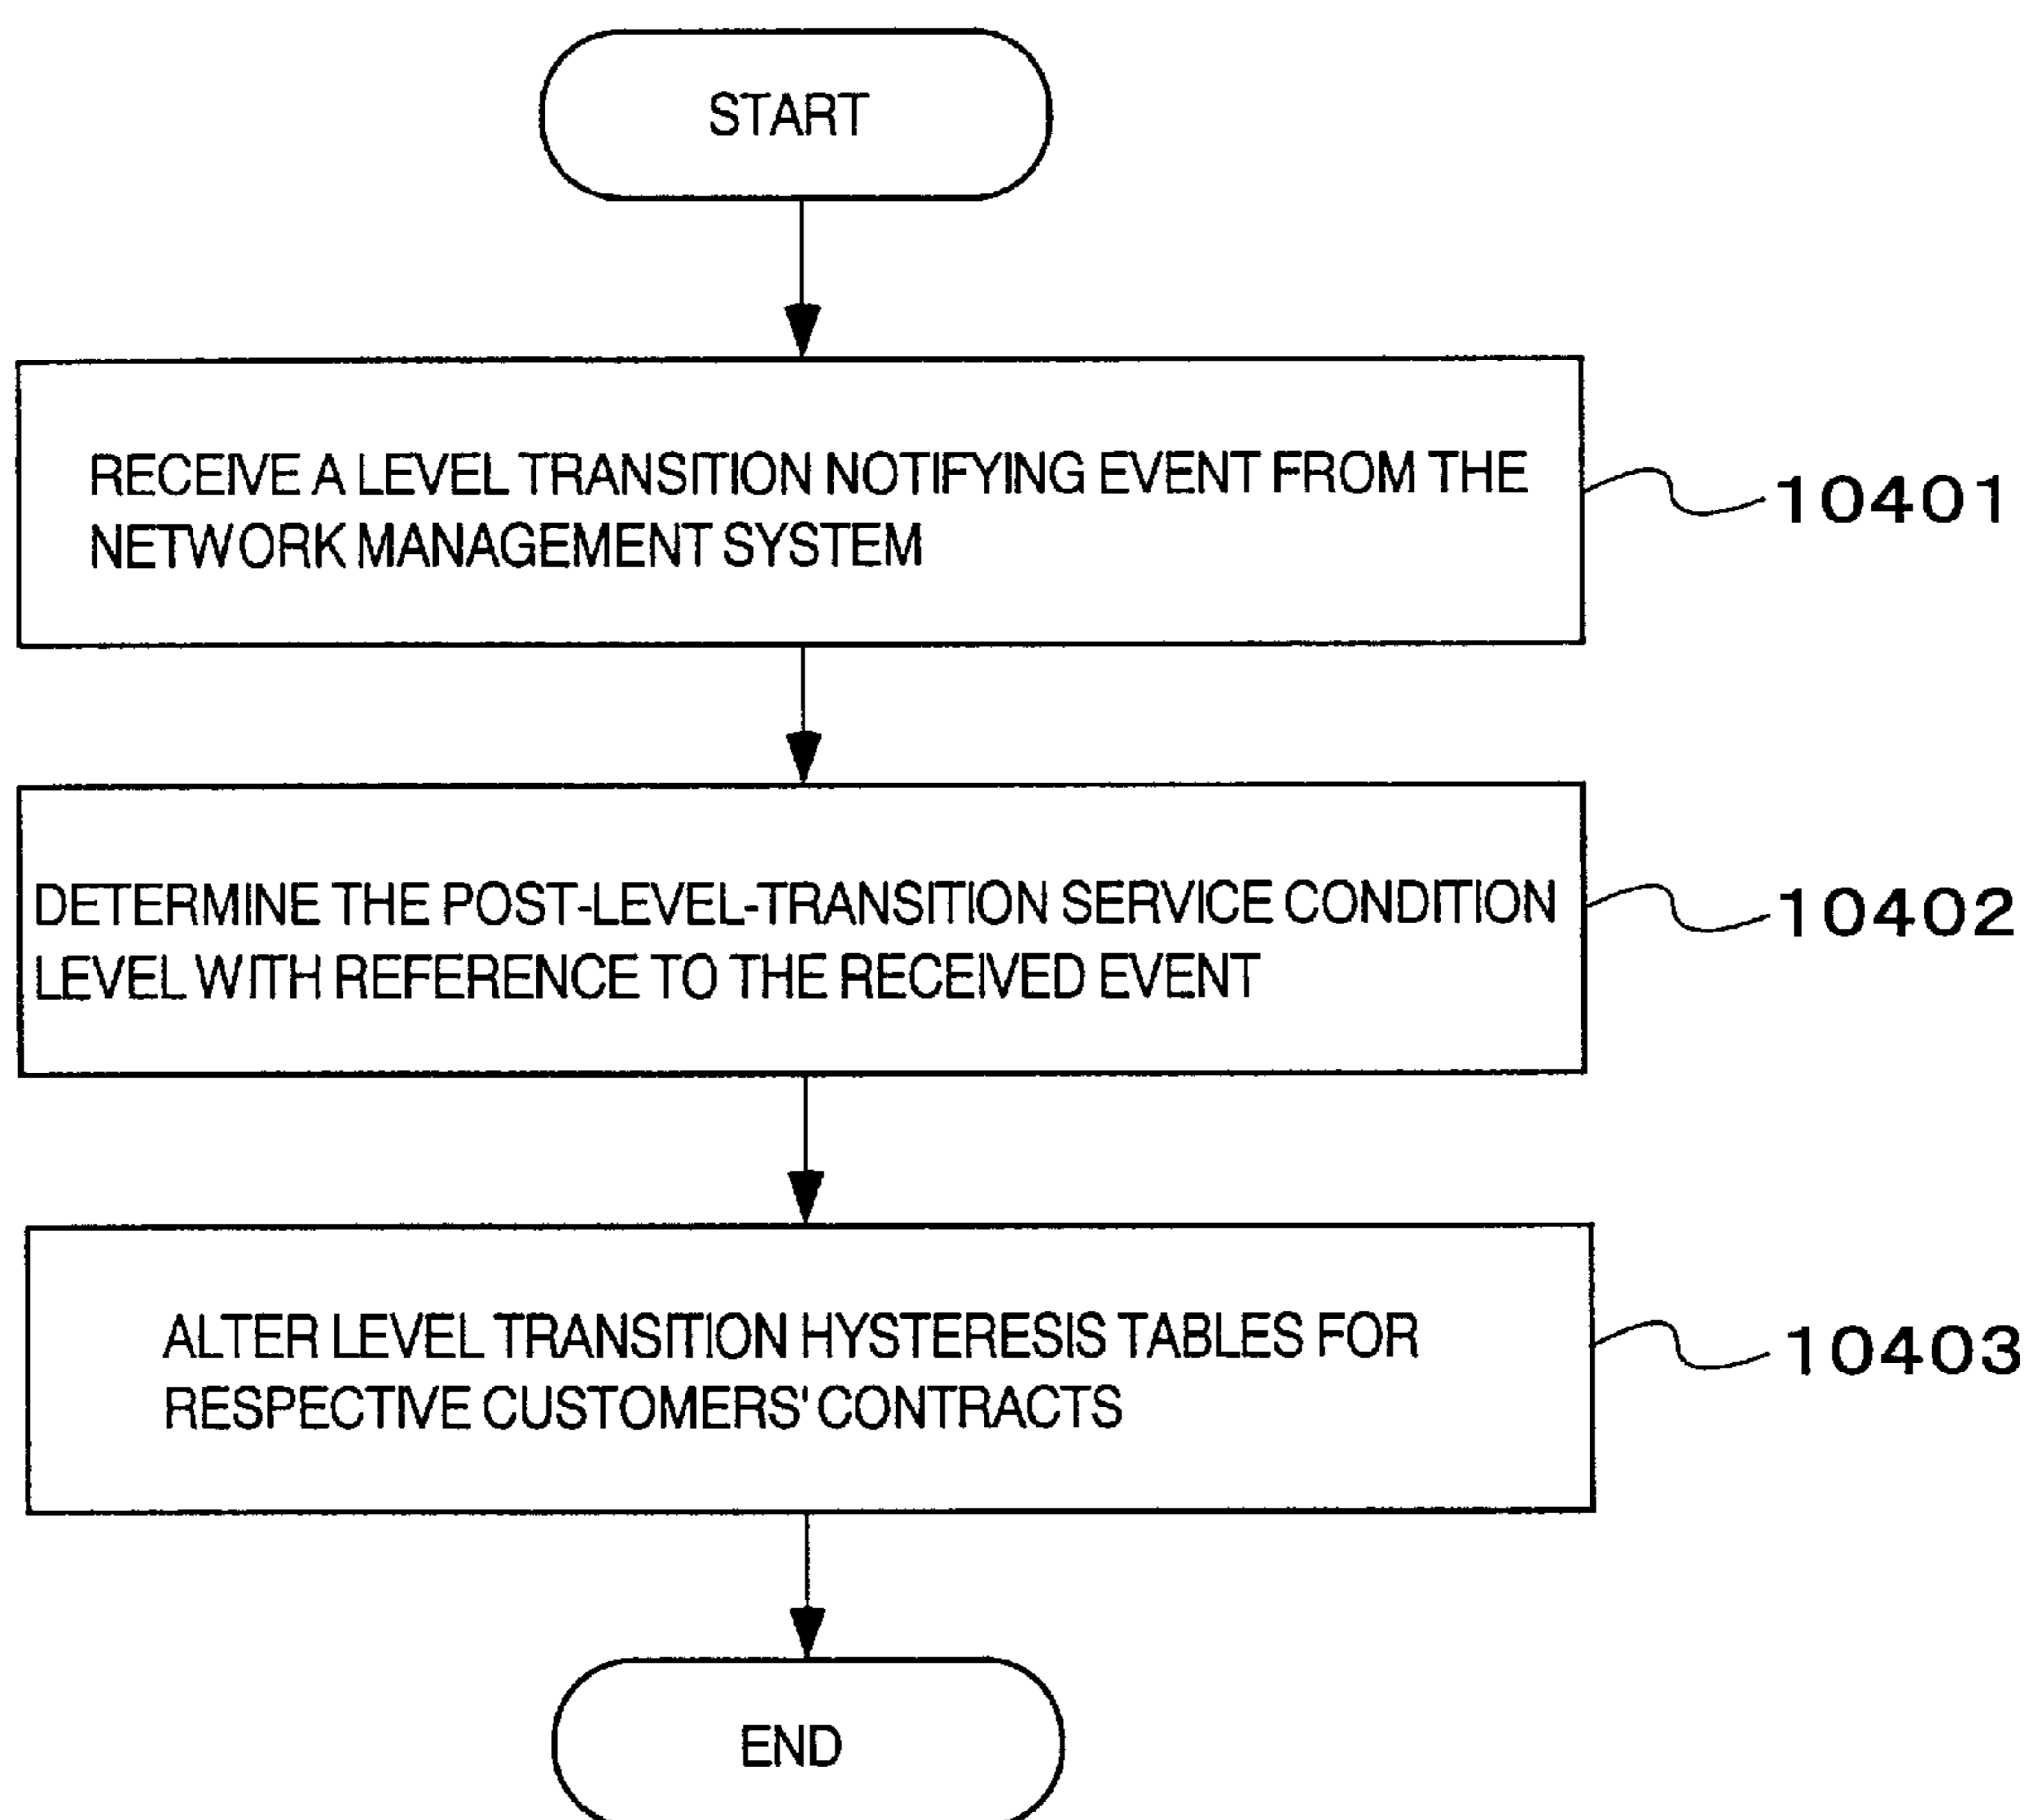 START
RECEIVE A LEVEL TRANSITION NOTIFYING EVENT FROM THE
NETWORK MANAGEMENT SYSTEM
10401
DETERMINE THE POST-LEVEL-TRANSITION SERVICE CONDITION
LEVEL WITH REFERENCE TO THE RECEIVED EVENT
10402
ALTER LEVEL TRANSITION HYSTERESIS TABLES FOR
RESPECTIVE CUSTOMERS' CONTRACTS
10403
END